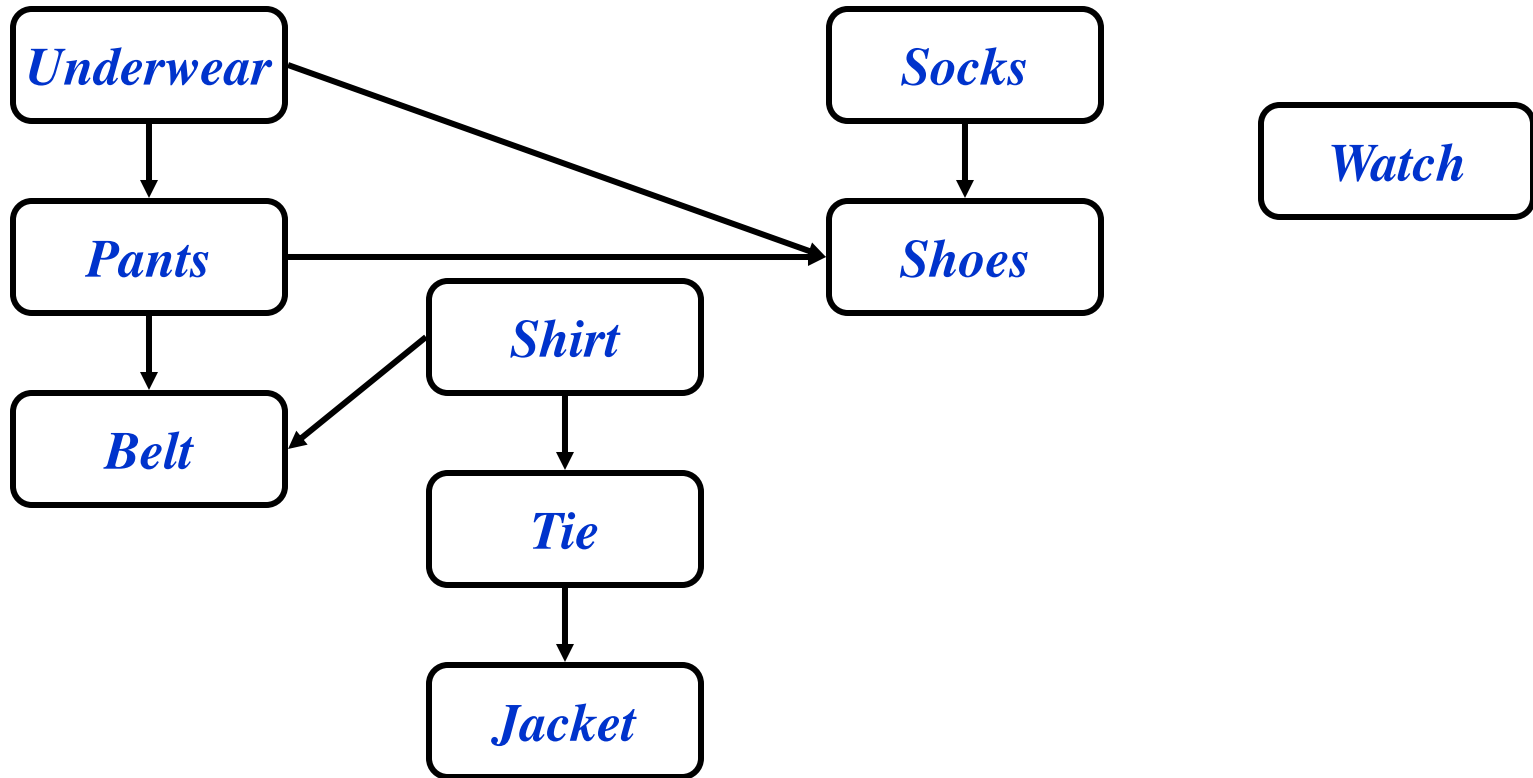 Underwear
Socks
Watch
Pants
Shoes
Shirt
Belt
Tie
Jacket